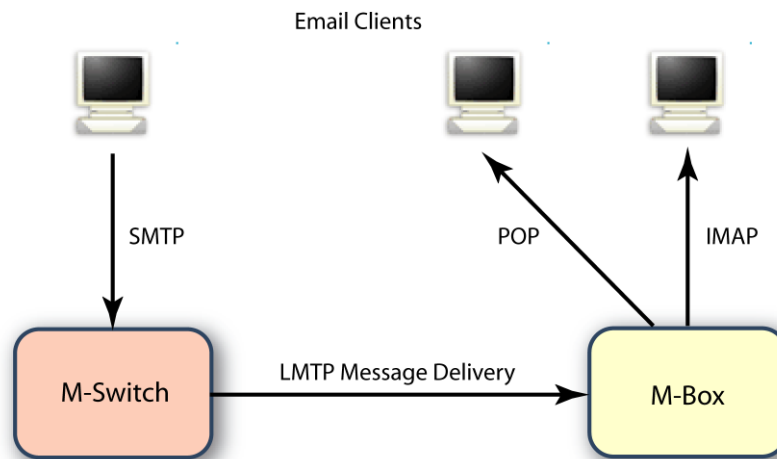 Email Clients
SMTP
POP
IMAP
LMTP Message Delivery
M-Switch
M-Box